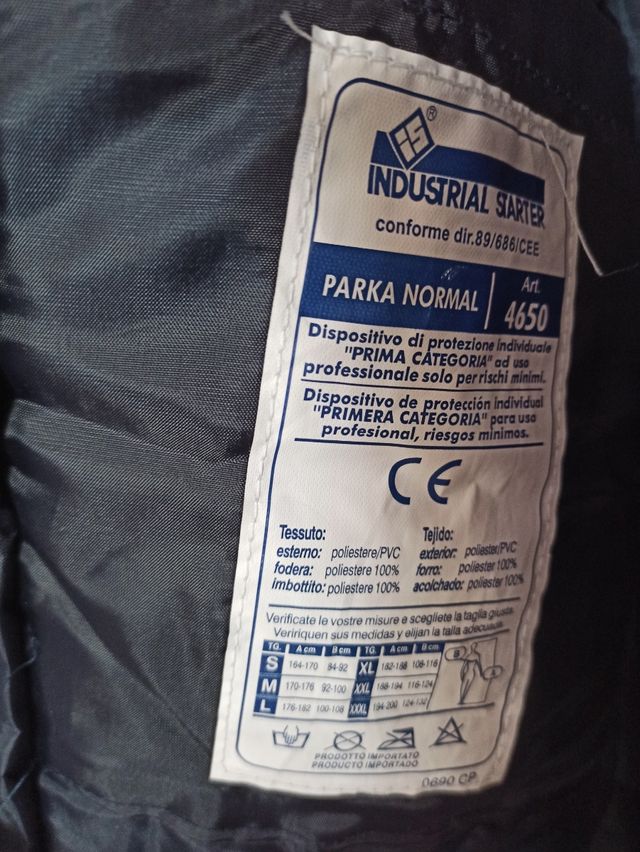 iS®
INDUSTRIAL STARTER
conforme dir.89/686/CEE
PARKA NORMAL Art. 4650
Dispositivo di protezione individuale
"PRIMA CATEGORIA" ad uso
professionale solo per rischi minimi.
Dispositivo de protección individual
"PRIMERA CATEGORIA" para uso
profesional, riesgos minimos.
CE
Tessuto: Tejido:
esterno: poliestere/PVC exterior: poliester/PVC
fodera: poliestere 100% forro: poliester 100%
imbottito: poliestere 100% acolchado: poliester 100%
Verificate le vostre misure e scegliete la taglia giusta.
Veririquen sus medidas y elijan la talla adecuada.
TG. A cm B cm TG. A cm B cm
S 164-170 84-92 XL 182-188 108-116
M 170-176 92-100 XXL 188-194 116-124
L 176-182 100-108 XXXL 194-200 124-132
B
A
PRODOTTO IMPORTATO
PRODUCTO IMPORTADO
0690 CP.